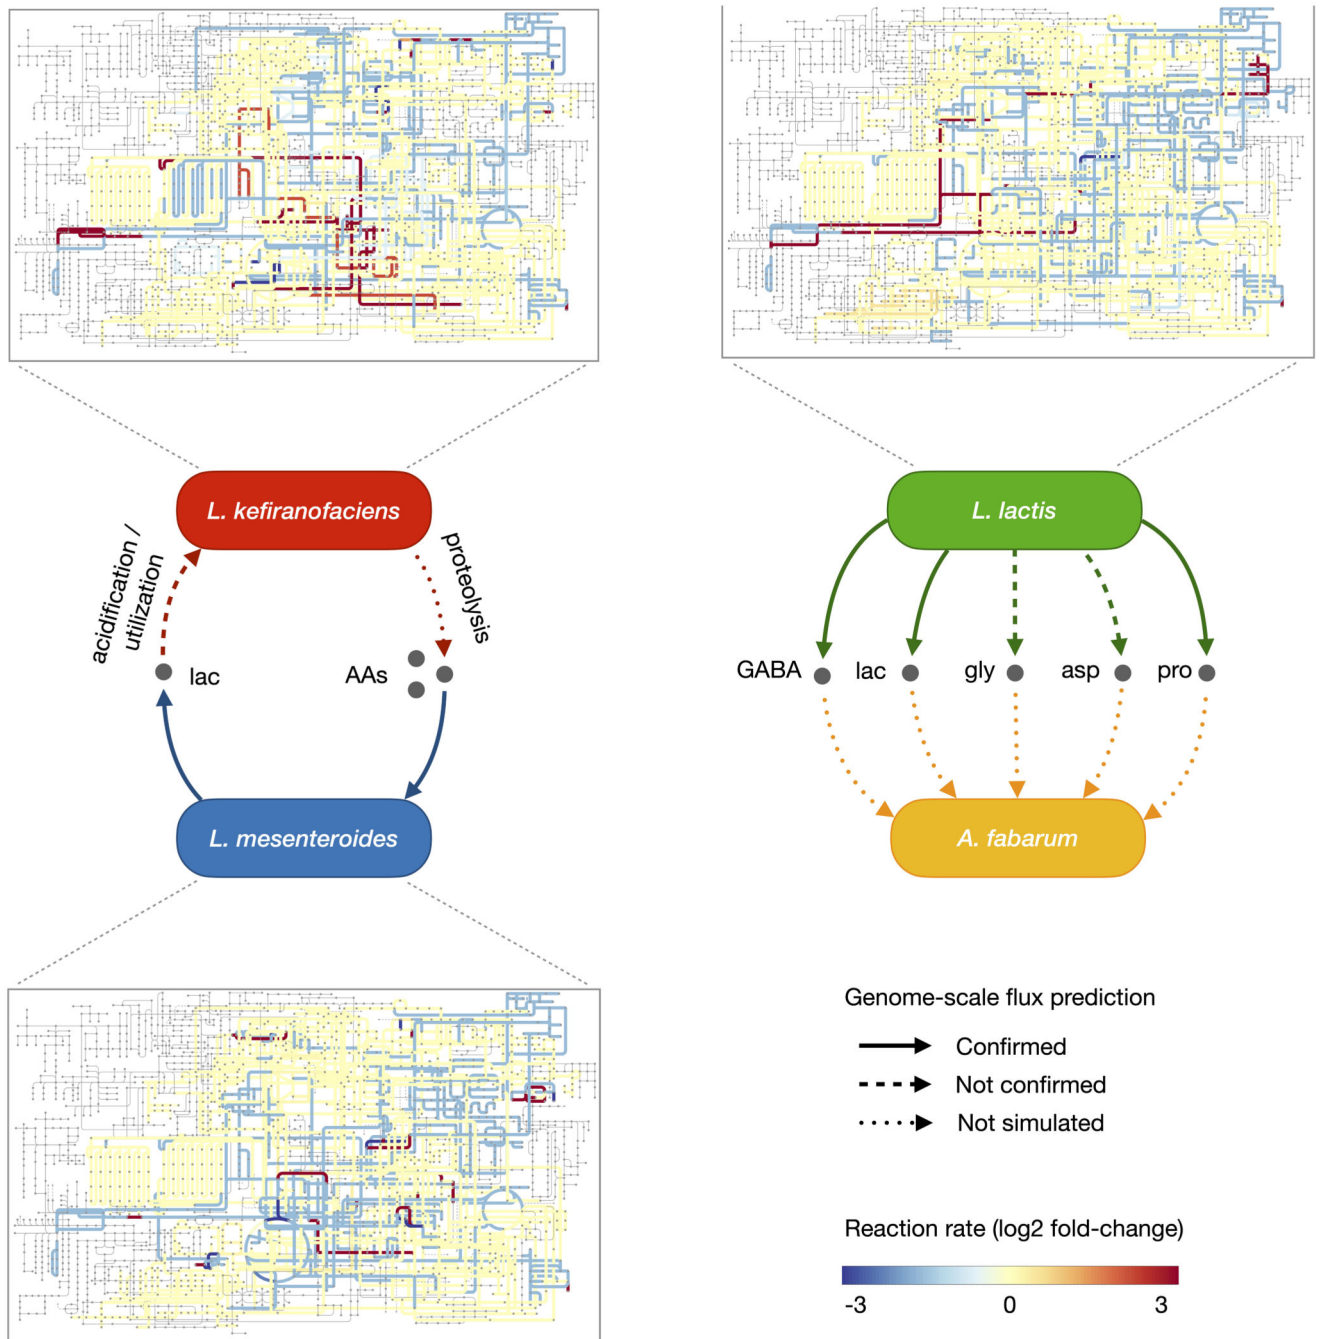 L. kefiranofaciens
acidification /
utilization
proteolysis
lac
AAs
L. mesenteroides
L. lactis
GABA
lac
gly
asp
pro
A. fabarum
Genome-scale flux prediction
Confirmed
Not confirmed
Not simulated
Reaction rate (log2 fold-change)
-3
0
3